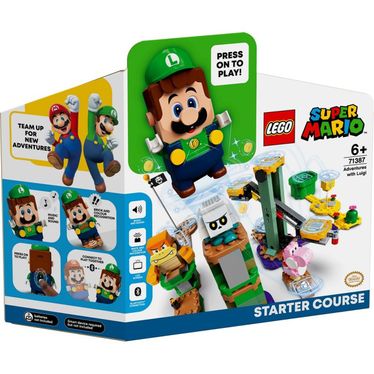 PRESS
ON TO
PLAY!
TEAM UP
FOR NEW
ADVENTURES
LEGO
SUPER
MARIO
6+
71387
Adventures
with Luigi
STARTER COURSE